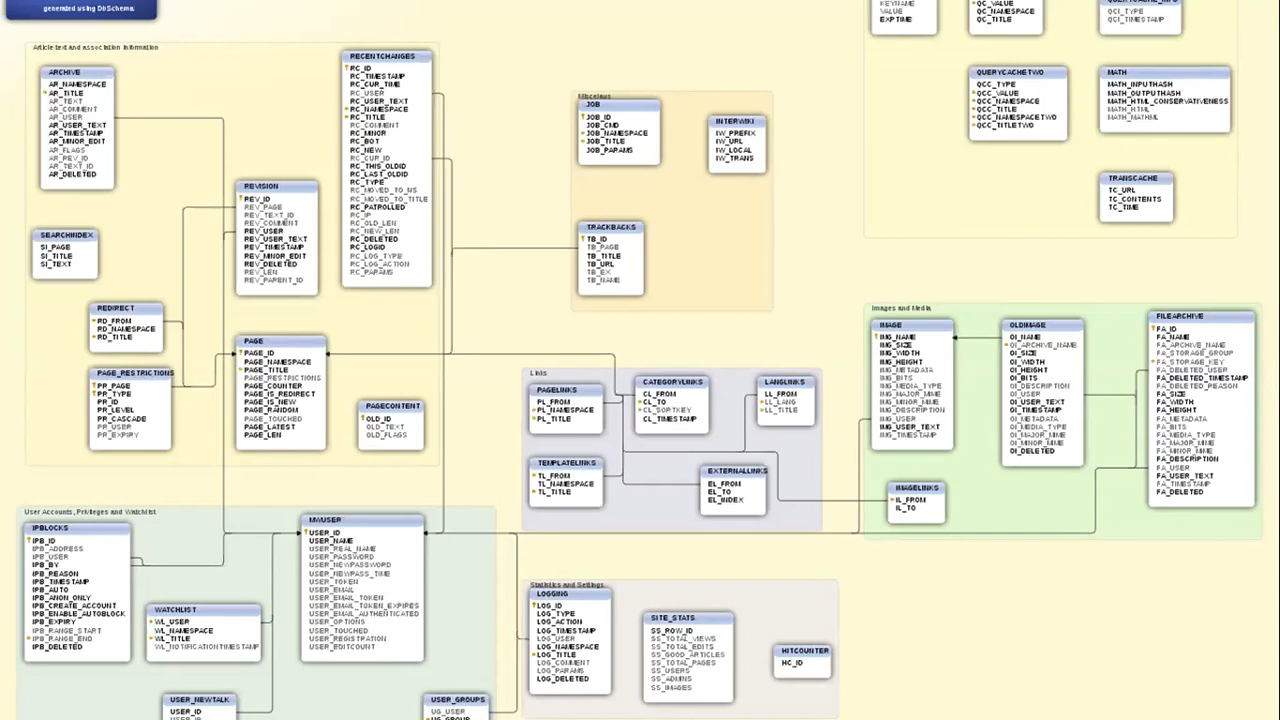 generated using DbSchema
Article text and association information
ARCHIVE
AR_NAMESPACE
AR_TITLE
AR_TEXT
AR_COMMENT
AR_USER
AR_USER_TEXT
AR_TIMESTAMP
AR_MINOR_EDIT
AR_FLAGS
AR_REV_ID
AR_TEXT_ID
AR_DELETED
SEARCHINDEX
SI_PAGE
SI_TITLE
SI_TEXT
REDIRECT
RD_FROM
RD_NAMESPACE
RD_TITLE
PAGE_RESTRICTIONS
PR_PAGE
PR_TYPE
PR_ID
PR_LEVEL
PR_CASCADE
PR_USER
PR_EXPIRY
REVISION
REV_ID
REV_PAGE
REV_TEXT_ID
REV_COMMENT
REV_USER
REV_USER_TEXT
REV_TIMESTAMP
REV_MINOR_EDIT
REV_DELETED
REV_LEN
REV_PARENT_ID
PAGE
PAGE_ID
PAGE_NAMESPACE
PAGE_TITLE
PAGE_RESTRICTIONS
PAGE_COUNTER
PAGE_IS_REDIRECT
PAGE_IS_NEW
PAGE_RANDOM
PAGE_TOUCHED
PAGE_LATEST
PAGE_LEN
RECENTCHANGES
RC_ID
RC_TIMESTAMP
RC_CUR_TIME
RC_USER
RC_USER_TEXT
RC_NAMESPACE
RC_TITLE
RC_COMMENT
RC_MINOR
RC_BOT
RC_NEW
RC_CUR_ID
RC_THIS_OLDID
RC_LAST_OLDID
RC_TYPE
RC_MOVED_TO_NS
RC_MOVED_TO_TITLE
RC_PATROLLED
RC_IP
RC_OLD_LEN
RC_NEW_LEN
RC_DELETED
RC_LOGID
RC_LOG_TYPE
RC_LOG_ACTION
RC_PARAMS
PAGECONTENT
OLD_ID
OLD_TEXT
OLD_FLAGS
JOB
JOB_ID
JOB_CMD
JOB_NAMESPACE
JOB_TITLE
JOB_PARAMS
INTERWIKI
IW_PREFIX
IW_URL
IW_LOCAL
IW_TRANS
TRACKBACKS
TB_ID
TB_PAGE
TB_TITLE
TB_URL
TB_EX
TB_NAME
KEYNAME
VALUE
EXPTIME
QC_VALUE
QC_NAMESPACE
QC_TITLE
QCI_TYPE
QCI_TIMESTAMP
QUERYCACHETWO
QCC_TYPE
QCC_VALUE
QCC_NAMESPACE
QCC_TITLE
QCC_NAMESPACETWO
QCC_TITLETWO
MATH
MATH_INPUTHASH
MATH_OUTPUTHASH
MATH_HTML_CONSERVATIVENESS
MATH_HTML
MATH_MATHML
TRANSCACHE
TC_URL
TC_CONTENTS
TC_TIME
Links
PAGELINKS
PL_FROM
PL_NAMESPACE
PL_TITLE
CATEGORYLINKS
CL_FROM
CL_TO
CL_SORTKEY
CL_TIMESTAMP
LANGLINKS
LL_FROM
LL_LANG
LL_TITLE
TEMPLATELINKS
TL_FROM
TL_NAMESPACE
TL_TITLE
EXTERNALLINKS
EL_FROM
EL_TO
EL_INDEX
Images and Media
IMAGE
IMG_NAME
IMG_SIZE
IMG_WIDTH
IMG_HEIGHT
IMG_METADATA
IMG_BITS
IMG_MEDIA_TYPE
IMG_MAJOR_MIME
IMG_MINOR_MIME
IMG_DESCRIPTION
IMG_USER
IMG_USER_TEXT
IMG_TIMESTAMP
OLDIMAGE
OI_NAME
OI_ARCHIVE_NAME
OI_SIZE
OI_WIDTH
OI_HEIGHT
OI_BITS
OI_DESCRIPTION
OI_USER
OI_USER_TEXT
OI_TIMESTAMP
OI_METADATA
OI_MEDIA_TYPE
OI_MAJOR_MIME
OI_MINOR_MIME
OI_DELETED
FILEARCHIVE
FA_ID
FA_NAME
FA_ARCHIVE_NAME
FA_STORAGE_GROUP
FA_STORAGE_KEY
FA_DELETED_USER
FA_DELETED_TIMESTAMP
FA_DELETED_REASON
FA_SIZE
FA_WIDTH
FA_HEIGHT
FA_METADATA
FA_BITS
FA_MEDIA_TYPE
FA_MAJOR_MIME
FA_MINOR_MIME
FA_DESCRIPTION
FA_USER
FA_USER_TEXT
FA_TIMESTAMP
FA_DELETED
IMAGELINKS
IL_FROM
IL_TO
User Accounts, Privileges and Watchlist
IPBLOCKS
IPB_ID
IPB_ADDRESS
IPB_USER
IPB_BY
IPB_REASON
IPB_TIMESTAMP
IPB_AUTO
IPB_ANON_ONLY
IPB_CREATE_ACCOUNT
IPB_ENABLE_AUTOBLOCK
IPB_EXPIRY
IPB_RANGE_START
IPB_RANGE_END
IPB_DELETED
WATCHLIST
WL_USER
WL_NAMESPACE
WL_TITLE
WL_NOTIFICATIONTIMESTAMP
MWUSER
USER_ID
USER_NAME
USER_REAL_NAME
USER_PASSWORD
USER_NEWPASSWORD
USER_NEWPASS_TIME
USER_TOKEN
USER_EMAIL
USER_EMAIL_TOKEN
USER_EMAIL_TOKEN_EXPIRES
USER_EMAIL_AUTHENTICATED
USER_OPTIONS
USER_TOUCHED
USER_REGISTRATION
USER_EDITCOUNT
USER_NEWTALK
USER_ID
USER_GROUPS
UG_USER
UG_GROUP
Statistics and Settings
LOGGING
LOG_ID
LOG_TYPE
LOG_ACTION
LOG_TIMESTAMP
LOG_USER
LOG_NAMESPACE
LOG_TITLE
LOG_COMMENT
LOG_PARAMS
LOG_DELETED
SITE_STATS
SS_ROW_ID
SS_TOTAL_VIEWS
SS_TOTAL_EDITS
SS_GOOD_ARTICLES
SS_TOTAL_PAGES
SS_USERS
SS_ADMINS
SS_IMAGES
HITCOUNTER
HC_ID